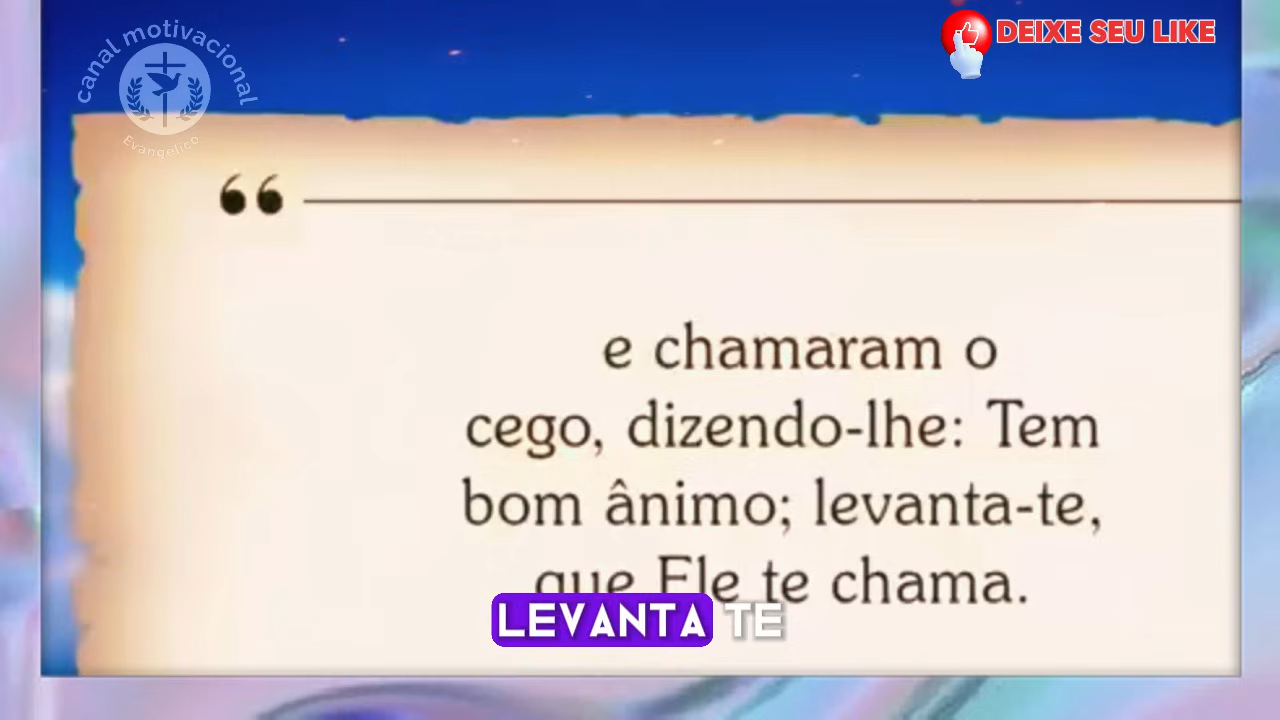 canal motivacional
Evangelico
DEIXE SEU LIKE
“
e chamaram o
cego, dizendo-lhe: Tem
bom ânimo; levanta-te,
que Ele te chama.
LEVANTA TE